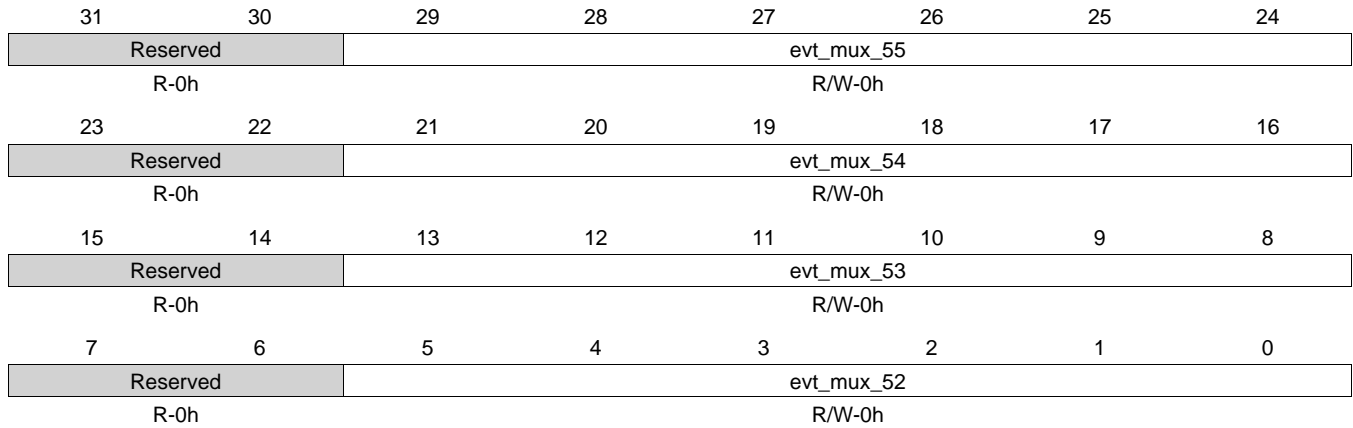 31 30 29 28 27 26 25 24
Reserved evt_mux_55
R-0h R/W-0h
23 22 21 20 19 18 17 16
Reserved evt_mux_54
R-0h R/W-0h
15 14 13 12 11 10 9 8
Reserved evt_mux_53
R-0h R/W-0h
7 6 5 4 3 2 1 0
Reserved evt_mux_52
R-0h R/W-0h